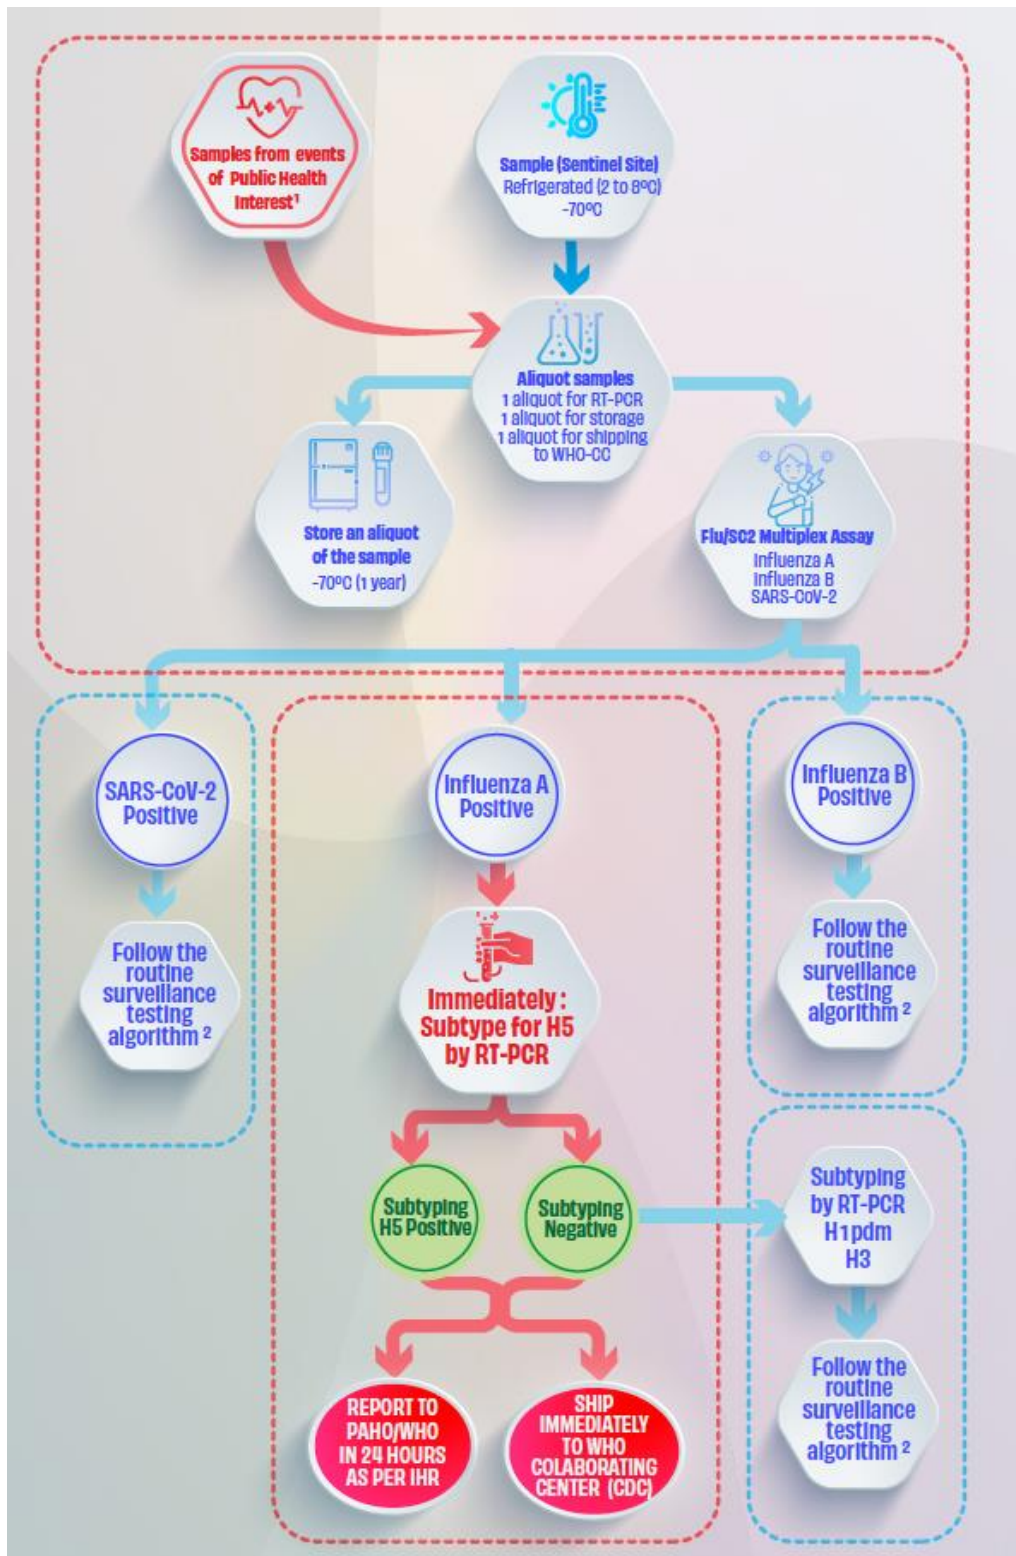 Samples from events
of Public Health
Interest¹
Sample (Sentinel Site)
Refrigerated (2 to 8ºC)
-70ºC
Aliquot samples
1 aliquot for RT-PCR
1 aliquot for storage
1 aliquot for shipping
to WHO-CC
Store an aliquot
of the sample
-70ºC (1 year)
Flu/SC2 Multiplex Assay
Influenza A
Influenza B
SARS-CoV-2
SARS-CoV-2
Positive
Influenza A
Positive
Influenza B
Positive
Follow the
routine
surveillance
testing
algorithm ²
Immediately :
Subtype for H5
by RT-PCR
Follow the
routine
surveillance
testing
algorithm ²
Subtyping
H5 Positive
Subtyping
Negative
Subtyping
by RT-PCR
H1pdm
H3
REPORT TO
PAHO/WHO
IN 24 HOURS
AS PER IHR
SHIP
IMMEDIATELY
TO WHO
COLABORATING
CENTER (CDC)
Follow the
routine
surveillance
testing
algorithm ²